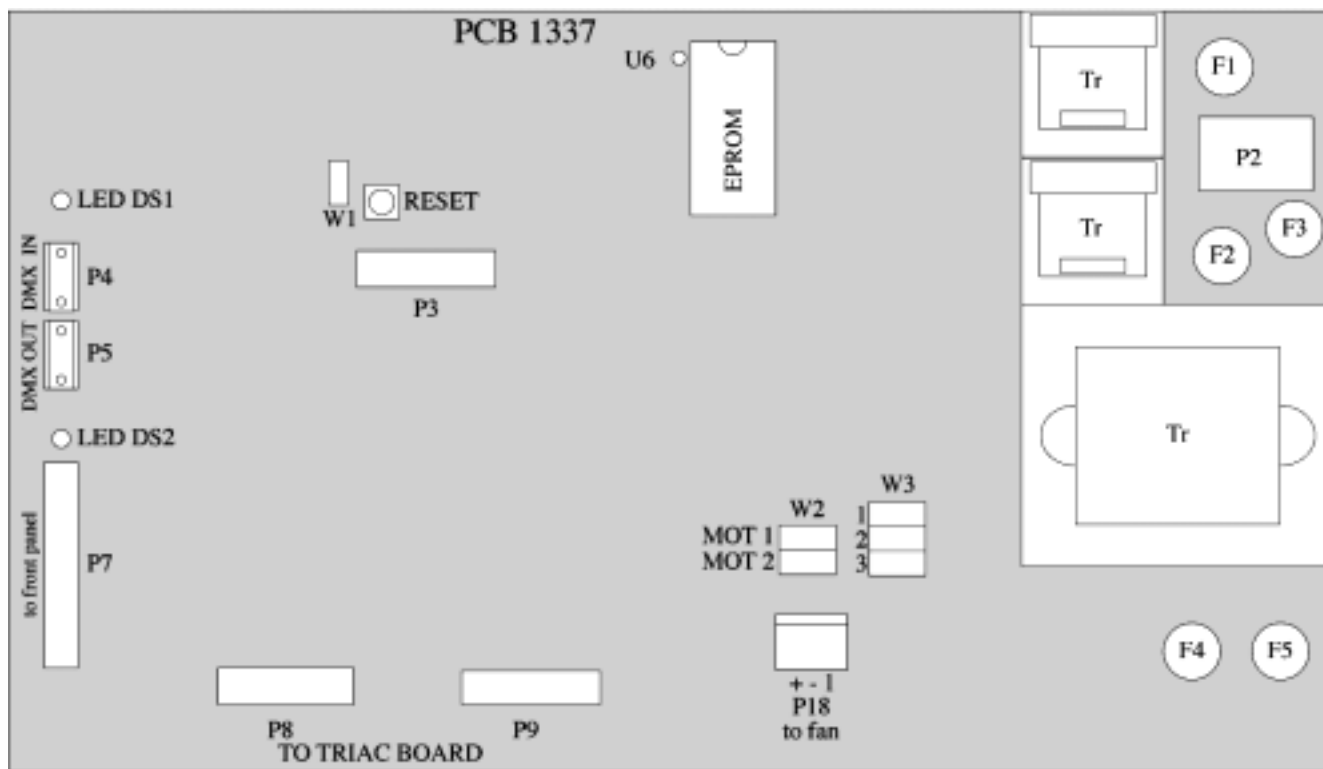 PCB 1337
U6
EPROM
Tr
F1
P2
LED DS1
W1
RESET
Tr
F2
F3
DMX IN
P4
P3
DMX OUT
P5
LED DS2
Tr
to front panel
P7
W2
W3
MOT 1
MOT 2
1
2
3
F4
F5
+ - 1
P18
to fan
P8
P9
TO TRIAC BOARD